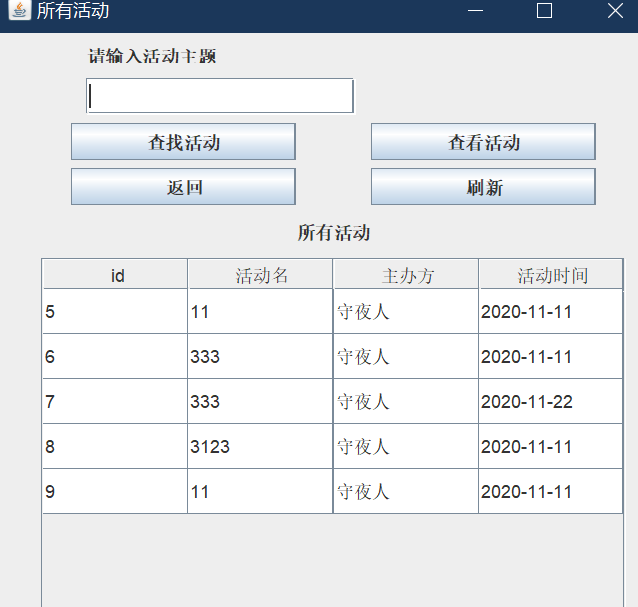 所有活动
请输入活动主题
查找活动 查看活动
返回 刷新
所有活动
id 活动名 主办方 活动时间
5 11 守夜人 2020-11-11
6 333 守夜人 2020-11-11
7 333 守夜人 2020-11-22
8 3123 守夜人 2020-11-11
9 11 守夜人 2020-11-11